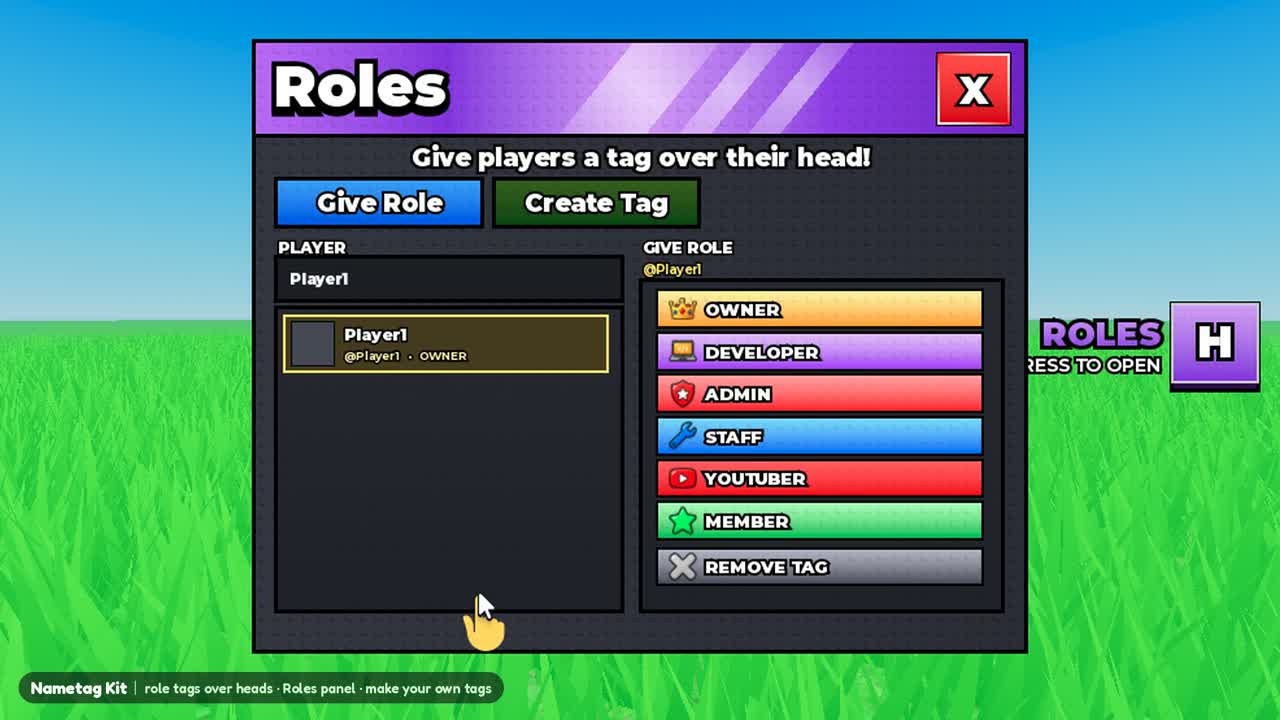 Roles
X
Give players a tag over their head!
Give Role
Create Tag
PLAYER
Player1
Player1
@Player1 · OWNER
GIVE ROLE
@Player1
OWNER
DEVELOPER
ADMIN
STAFF
YOUTUBER
MEMBER
REMOVE TAG
ROLES
RESS TO OPEN
H
Nametag Kit | role tags over heads · Roles panel · make your own tags